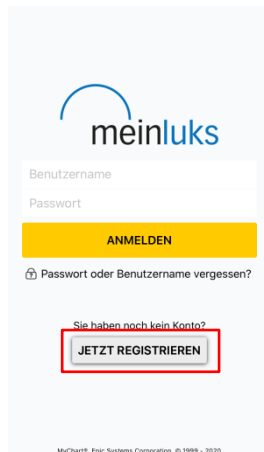 meinluks
Benutzername
Passwort
ANMELDEN
Passwort oder Benutzername vergessen?
Sie haben noch kein Konto?
JETZT REGISTRIEREN
MyChart®, Epic Systems Corporation, © 1999 - 2020